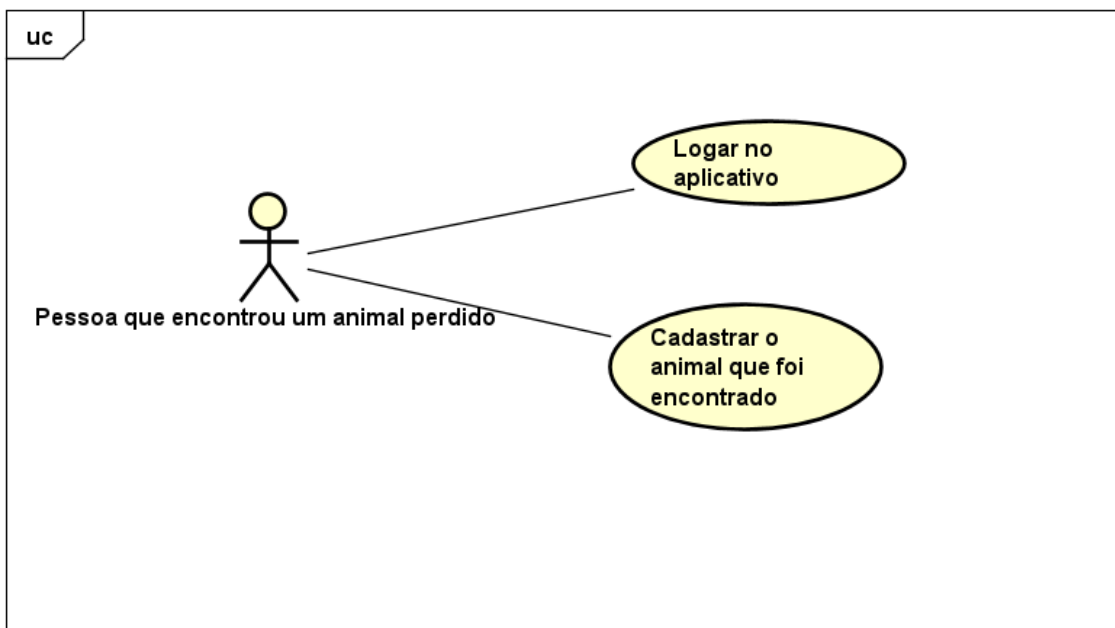 uc
Logar no
aplicativo
Pessoa que encontrou um animal perdido
Cadastrar o
animal que foi
encontrado